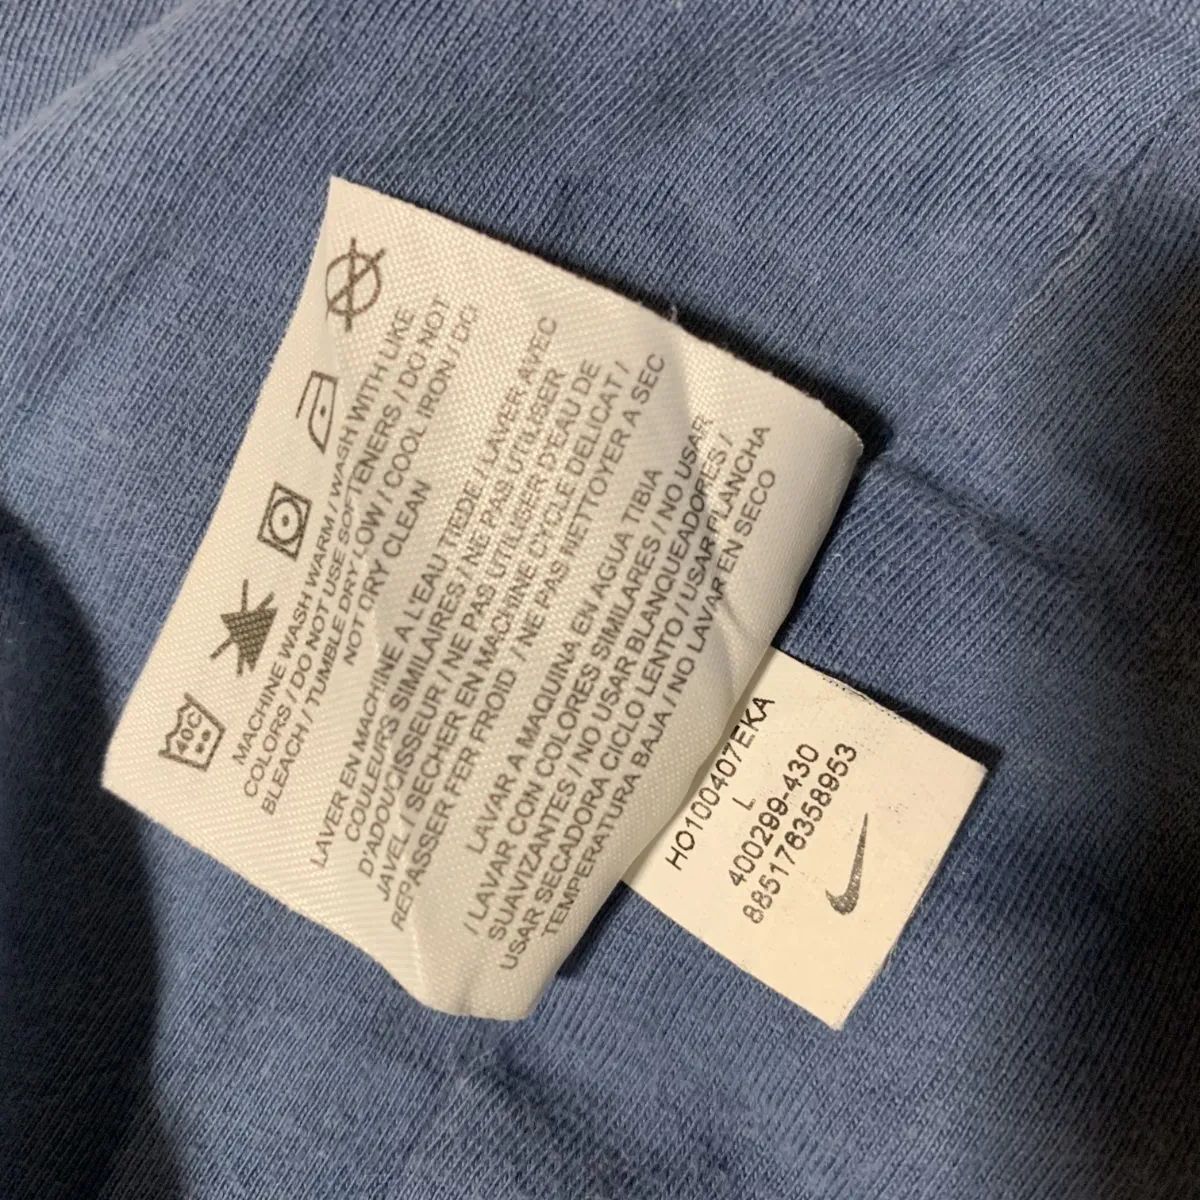 40C
MACHINE WASH WARM / WASH WITH LIKE
COLORS / DO NOT USE SOFTENERS / DO NOT
BLEACH / TUMBLE DRY LOW / COOL IRON / DO
NOT DRY CLEAN
LAVER EN MACHINE A L'EAU TIEDE / LAVER AVEC
COULEURS SIMILAIRES / NE PAS UTILISER
D'ADOUCISSEUR / NE PAS UTILISER D'EAU DE
JAVEL / SECHER EN MACHINE CYCLE DELICAT /
REPASSER FER FROID / NE PAS NETTOYER A SEC
LAVAR A MAQUINA EN AGUA TIBIA
/ LAVAR CON COLORES SIMILARES / NO USAR
SUAVIZANTES / NO USAR BLANQUEADORES /
USAR SECADORA CICLO LENTO / USAR PLANCHA
TEMPERATURA BAJA / NO LAVAR EN SECO
HO100407EKA
L
400299-430
885176358953